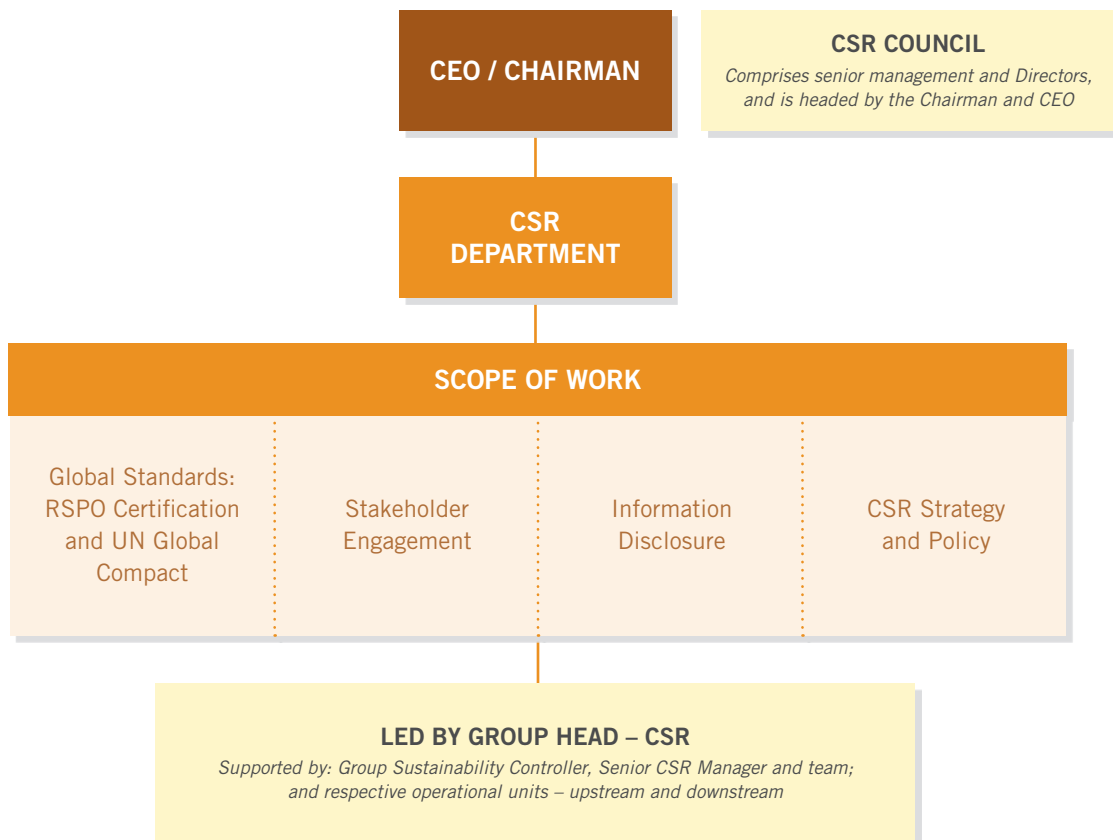 CEO / CHAIRMAN
CSR COUNCIL
Comprises senior management and Directors,
and is headed by the Chairman and CEO
CSR
DEPARTMENT
SCOPE OF WORK
Global Standards:
RSPO Certification
and UN Global
Compact
Stakeholder
Engagement
Information
Disclosure
CSR Strategy
and Policy
LED BY GROUP HEAD – CSR
Supported by: Group Sustainability Controller, Senior CSR Manager and team;
and respective operational units – upstream and downstream